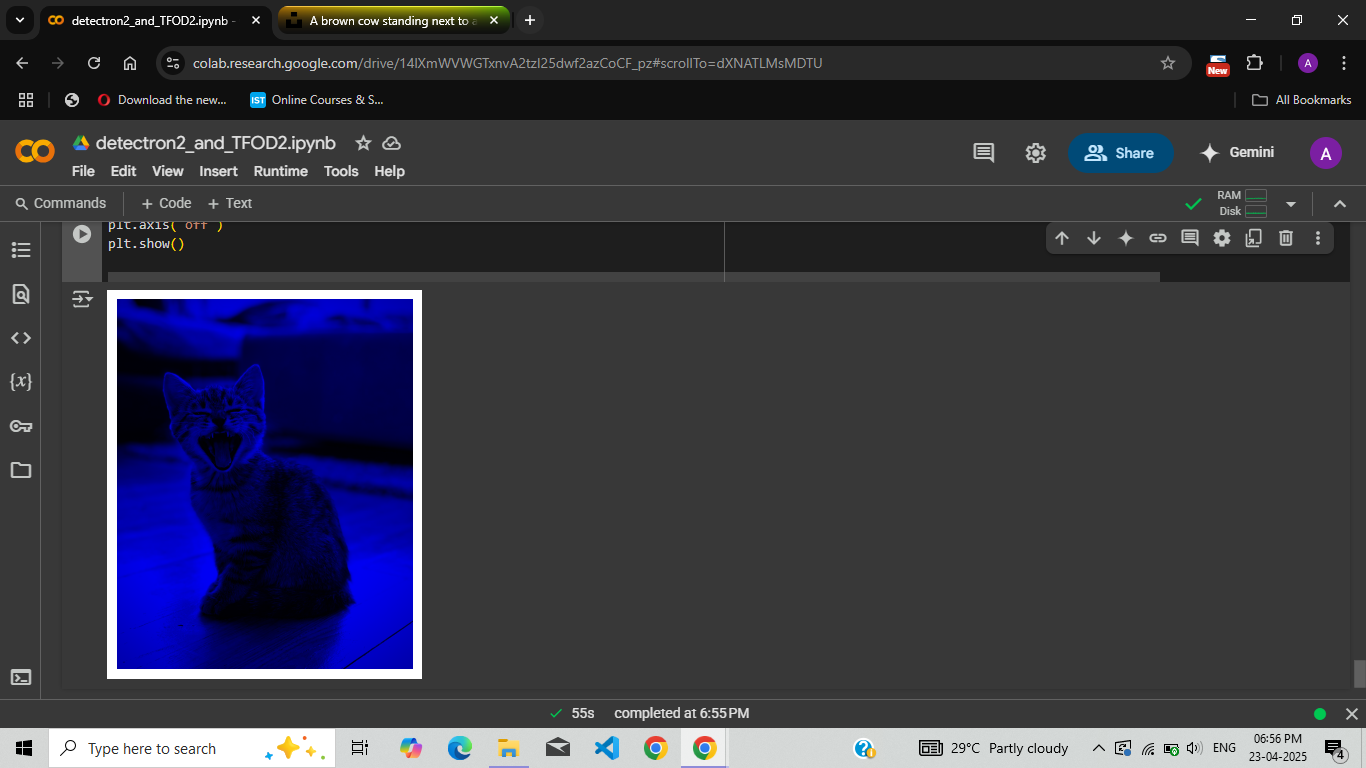 detectron2_and_TFOD2.ipynb -
A brown cow standing next to a
colab.research.google.com/drive/14lXmWVWGTxnvA2tzl25dwf2azCoCF_pz#scrollTo=dXNATLMsMDTU
New
A
Download the new...
IST
Online Courses & S...
All Bookmarks
detectron2_and_TFOD2.ipynb
File Edit View Insert Runtime Tools Help
Share
Gemini
A
Commands
+ Code
+ Text
RAM
Disk
plt.axis('off')
plt.show()
{x}
55s completed at 6:55 PM
Type here to search
29°C Partly cloudy
ENG
06:56 PM
23-04-2025
4